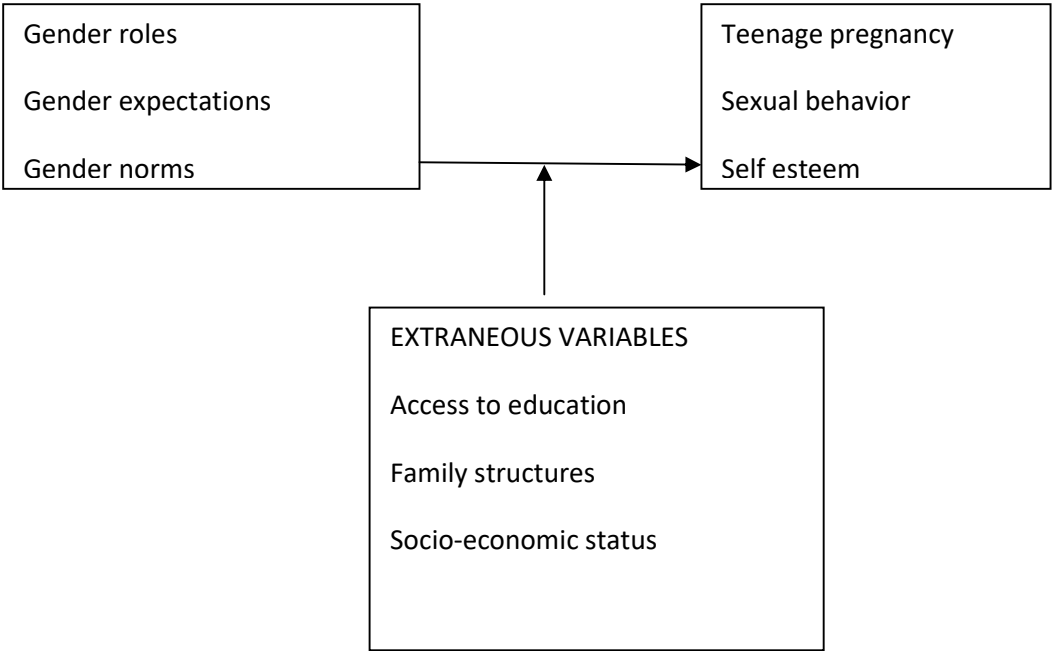 Gender roles
Gender expectations
Gender norms
Teenage pregnancy
Sexual behavior
Self esteem
EXTRANEOUS VARIABLES
Access to education
Family structures
Socio-economic status